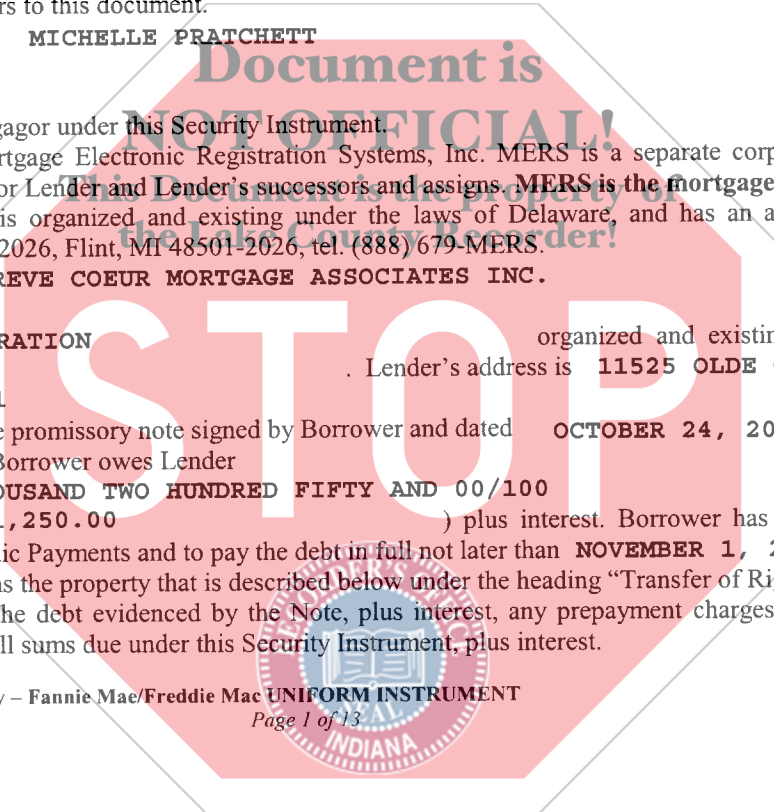 rs to this document.
MICHELLE PRATCHETT
Document is
NOT OFFICIAL!
gagor under this Security Instrument.
rtgage Electronic Registration Systems, Inc. MERS is a separate corp
or Lender and Lender's successors and assigns. MERS is the mortgage
This Document is the property of
is organized and existing under the laws of Delaware, and has an a
the Lake County Recorder!
2026, Flint, MI 48501-2026, tel. (888) 679-MERS.
REVE COEUR MORTGAGE ASSOCIATES INC.
RATION organized and existin
. Lender's address is 11525 OLDE
STOP
e promissory note signed by Borrower and dated OCTOBER 24, 20
Borrower owes Lender
OUSAND TWO HUNDRED FIFTY AND 00/100
,250.00 ) plus interest. Borrower has
ic Payments and to pay the debt in full not later than NOVEMBER 1, 2
as the property that is described below under the heading “Transfer of Ri
he debt evidenced by the Note, plus interest, any prepayment charges
ll sums due under this Security Instrument, plus interest.
y – Fannie Mae/Freddie Mac UNIFORM INSTRUMENT
Page 1 of 13
SEAL
INDIANA